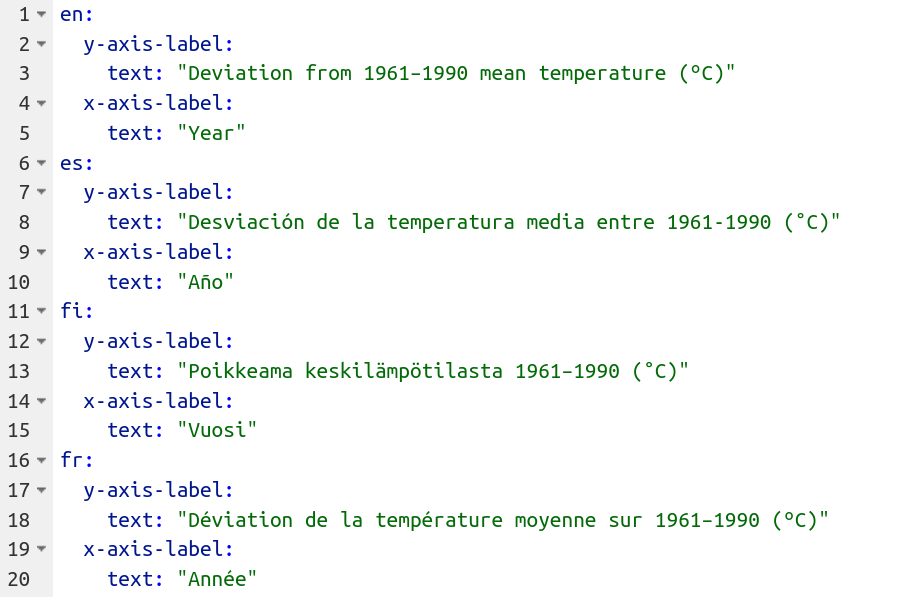 1 en:
2 y-axis-label:
3 text: "Deviation from 1961–1990 mean temperature (ºC)"
4 x-axis-label:
5 text: "Year"
6 es:
7 y-axis-label:
8 text: "Desviación de la temperatura media entre 1961-1990 (°C)"
9 x-axis-label:
10 text: "Año"
11 fi:
12 y-axis-label:
13 text: "Poikkeama keskilämpötilasta 1961–1990 (°C)"
14 x-axis-label:
15 text: "Vuosi"
16 fr:
17 y-axis-label:
18 text: "Déviation de la température moyenne sur 1961–1990 (ºC)"
19 x-axis-label:
20 text: "Année"